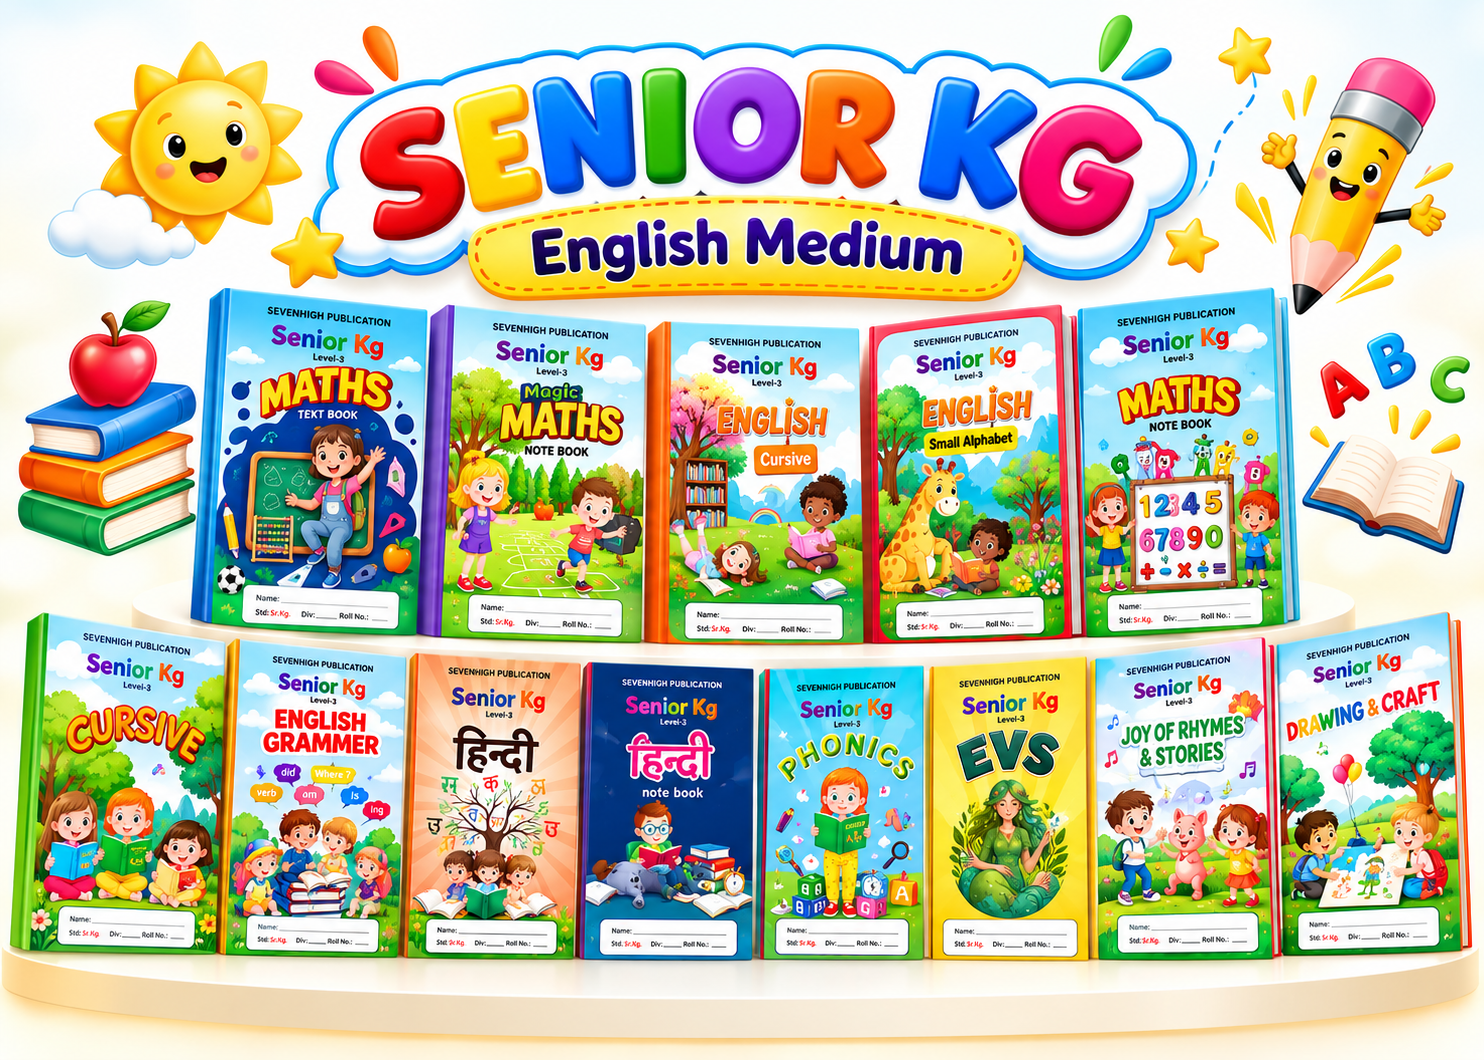 SENIOR KG
English Medium
SEVENHIGH PUBLICATION
Senior Kg
Level-3
MATHS
TEXT BOOK
Name:
Std: Sr.Kg. Div: Roll No.:
SEVENHIGH PUBLICATION
Senior Kg
Level-3
Magic
MATHS
NOTE BOOK
Name:
Std: Sr.Kg. Div: Roll No.:
SEVENHIGH PUBLICATION
Senior Kg
Level-3
ENGLISH
Cursive
Name:
Std: Sr.Kg. Div: Roll No.:
SEVENHIGH PUBLICATION
Senior Kg
Level-3
ENGLISH
Small Alphabet
Name:
Std: Sr.Kg. Div: Roll No.:
SEVENHIGH PUBLICATION
Senior Kg
Level-3
MATHS
NOTE BOOK
67890
+ - × ÷ =
Name:
Std: Sr.Kg. Div: Roll No.:
A B C
SEVENHIGH PUBLICATION
Senior Kg
Level-3
CURSIVE
Name:
Std: Sr.Kg. Div: Roll No.:
SEVENHIGH PUBLICATION
Senior Kg
Level-3
ENGLISH
GRAMMER
did Where ?
verb am is
ing
Name:
Std: Sr.Kg. Div: Roll No.:
SEVENHIGH PUBLICATION
Senior Kg
Level-3
हिन्दी
क
उ
Name:
Std: Sr.Kg. Div: Roll No.:
SEVENHIGH PUBLICATION
Senior Kg
Level-3
हिन्दी
note book
Name:
Std: Sr.Kg. Div: Roll No.:
SEVENHIGH PUBLICATION
Senior Kg
Level-3
PHONICS
A
G
Name:
Std: Sr.Kg. Div: Roll No.:
SEVENHIGH PUBLICATION
Senior Kg
Level-3
EVS
Name:
Std: Sr.Kg. Div: Roll No.:
SEVENHIGH PUBLICATION
Senior Kg
Level-3
JOY OF RHYMES
& STORIES
Name:
Std: Sr.Kg. Div: Roll No.:
SEVENHIGH PUBLICATION
Senior Kg
Level-3
DRAWING & CRAFT
Name:
Std: Sr.Kg. Div: Roll No.: